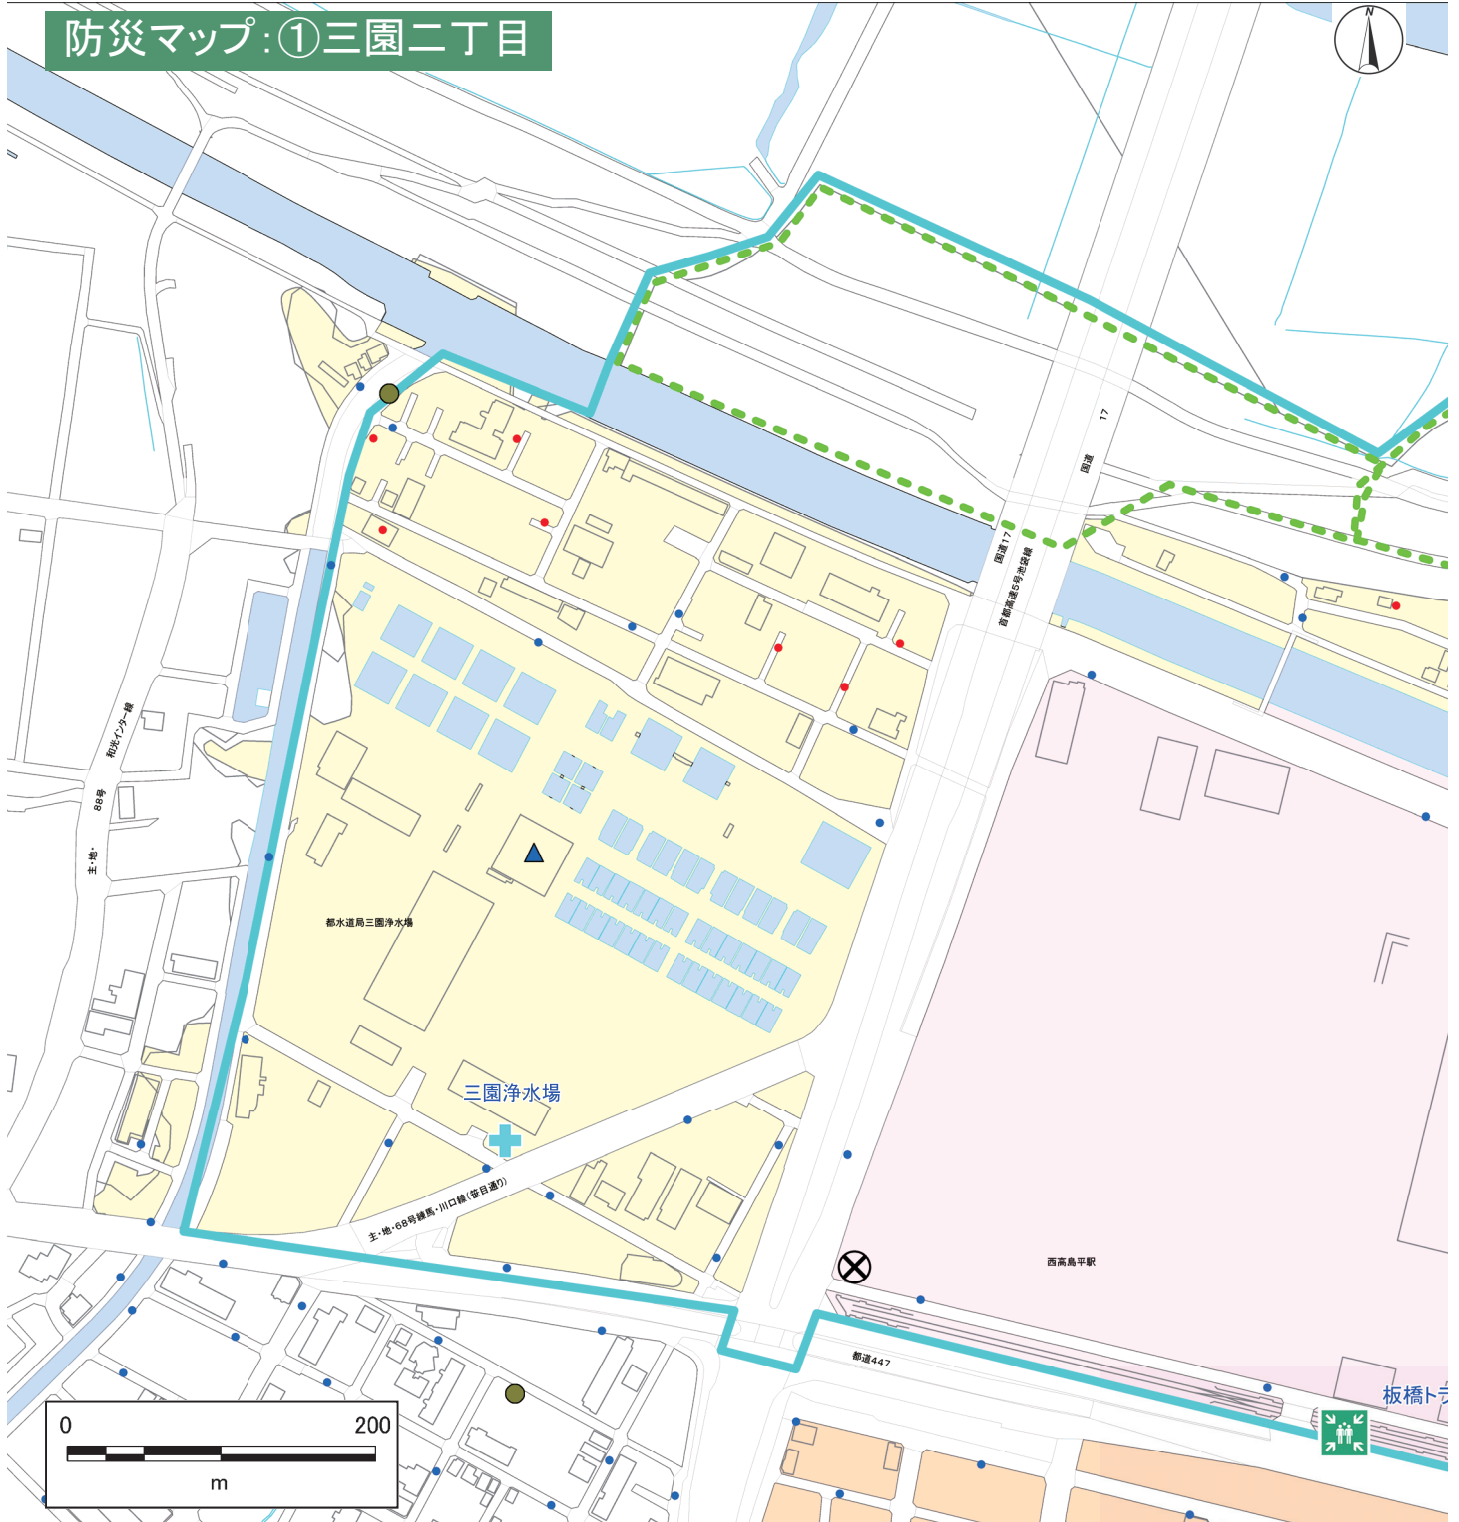 防災マップ:①三園二丁目
N
国道 17
国道17
首都高速5号池袋線
主・地・ 88号 和光インター線
都水道局三園浄水場
三園浄水場
主・地・68号練馬・川口線(笹目通り)
西高島平駅
都道447
板橋トラ
0 200
m